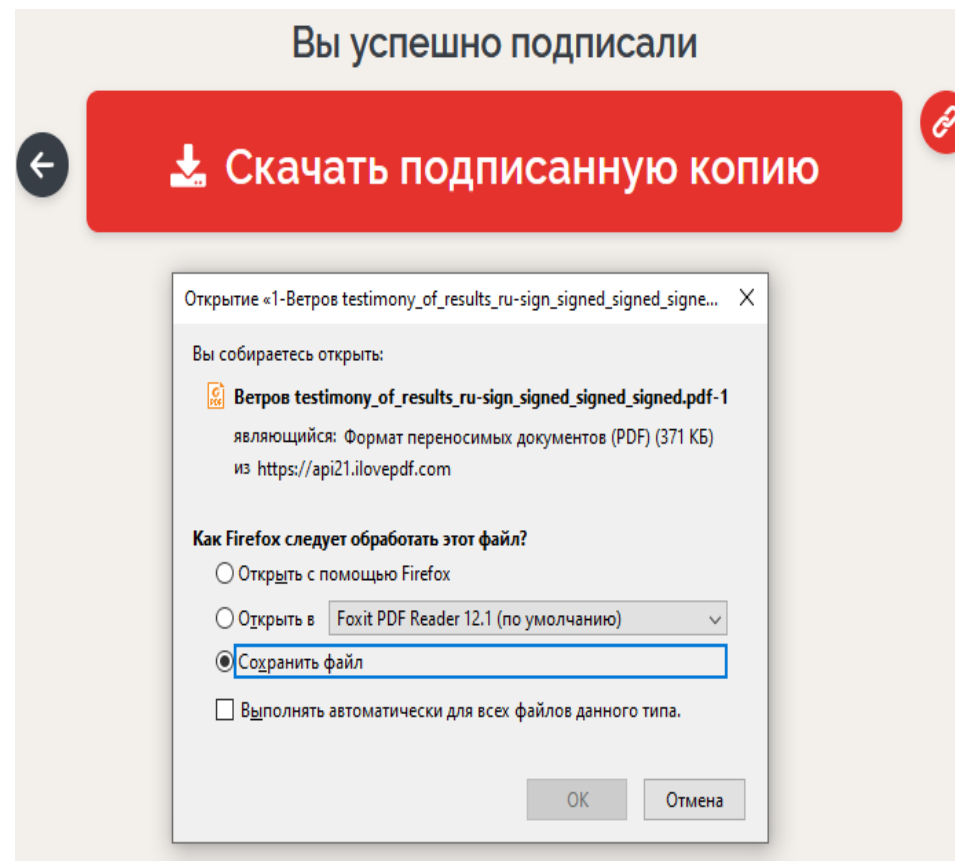 Вы успешно подписали
Скачать подписанную копию
Открытие «1-Ветров testimony_of_results_ru-sign_signed_signed_signe...
Вы собираетесь открыть:
Ветров testimony_of_results_ru-sign_signed_signed_signed.pdf-1
являющийся: Формат переносимых документов (PDF) (371 КБ)
из https://api21.ilovepdf.com
Как Firefox следует обработать этот файл?
Открыть с помощью Firefox
Открыть в Foxit PDF Reader 12.1 (по умолчанию)
Сохранить файл
Выполнять автоматически для всех файлов данного типа.
OK Отмена